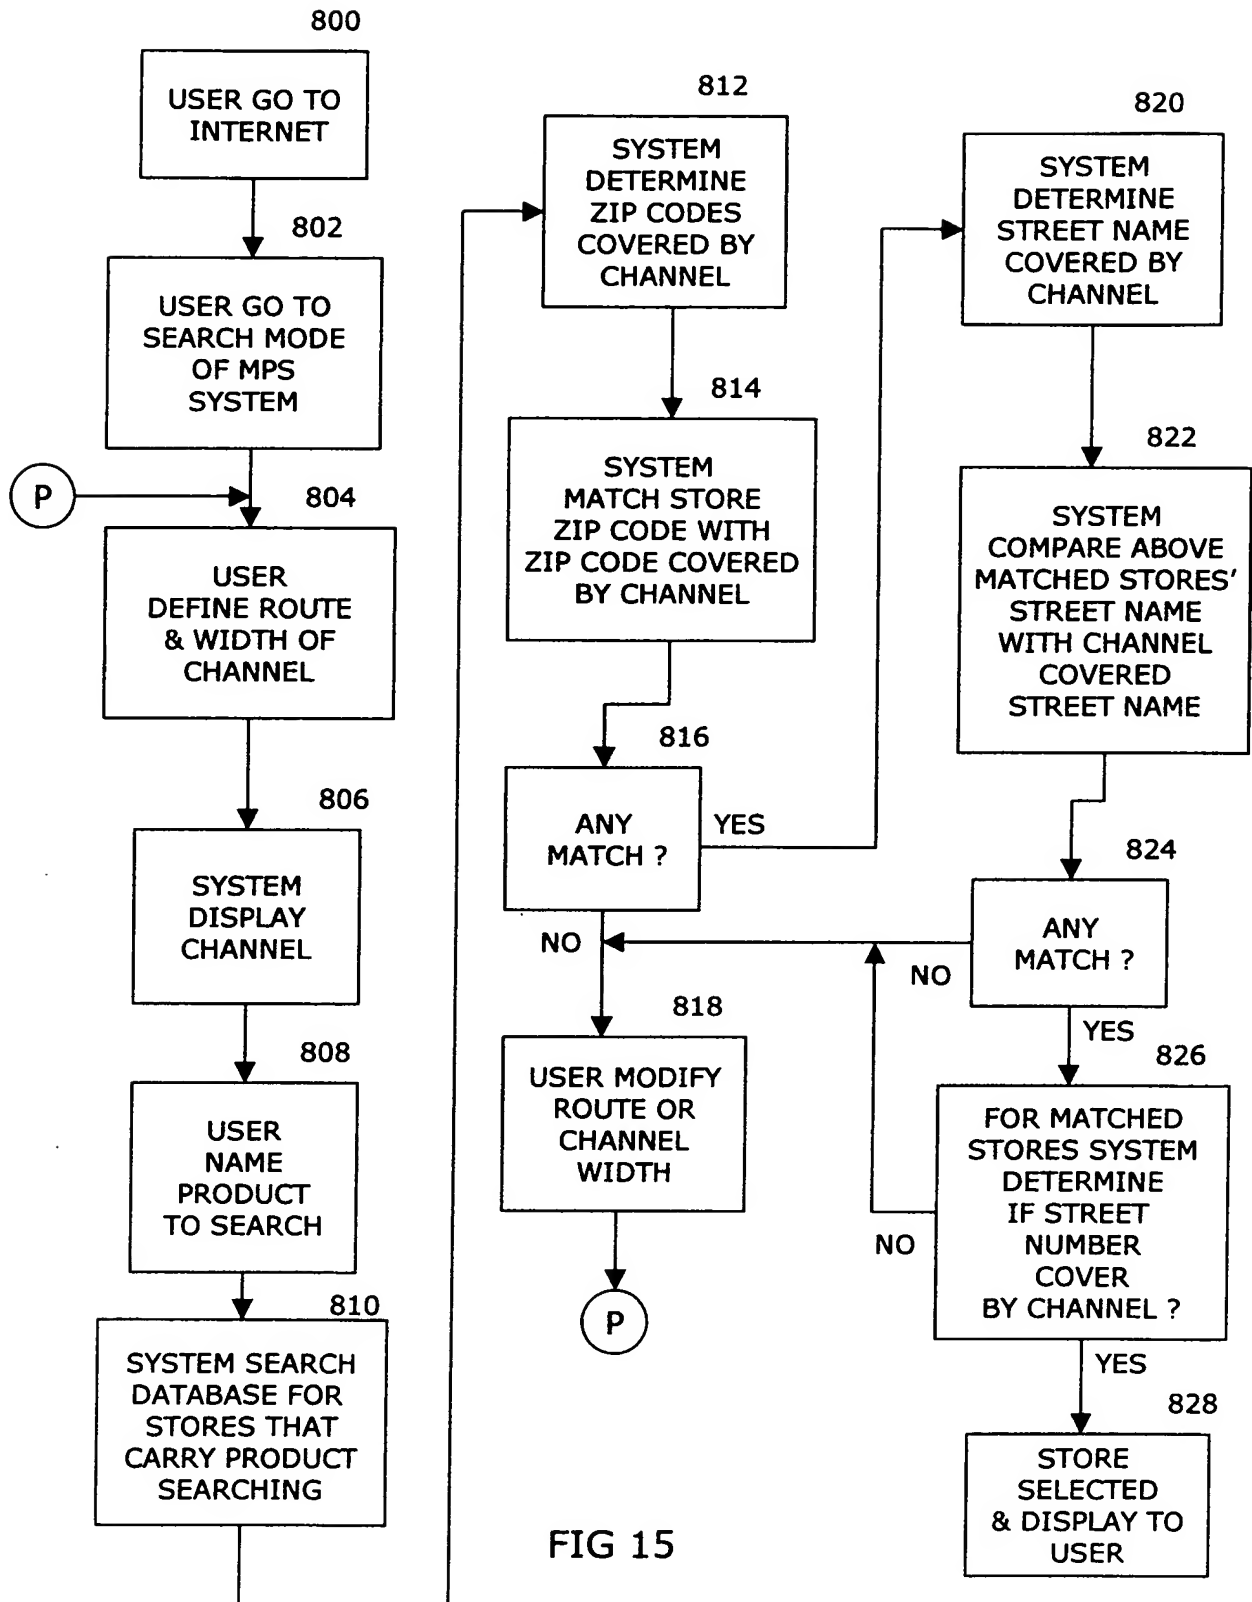 800
USER GO TO
INTERNET
802
USER GO TO
SEARCH MODE
OF MPS
SYSTEM
P
804
USER
DEFINE ROUTE
& WIDTH OF
CHANNEL
806
SYSTEM
DISPLAY
CHANNEL
808
USER
NAME
PRODUCT
TO SEARCH
810
SYSTEM SEARCH
DATABASE FOR
STORES THAT
CARRY PRODUCT
SEARCHING
812
SYSTEM
DETERMINE
ZIP CODES
COVERED BY
CHANNEL
814
SYSTEM
MATCH STORE
ZIP CODE WITH
ZIP CODE COVERED
BY CHANNEL
816
ANY
MATCH ?
YES
NO
818
USER MODIFY
ROUTE OR
CHANNEL
WIDTH
P
820
SYSTEM
DETERMINE
STREET NAME
COVERED BY
CHANNEL
822
SYSTEM
COMPARE ABOVE
MATCHED STORES'
STREET NAME
WITH CHANNEL
COVERED
STREET NAME
824
ANY
MATCH ?
NO
YES
826
FOR MATCHED
STORES SYSTEM
DETERMINE
IF STREET
NUMBER
COVER
BY CHANNEL ?
NO
YES
828
STORE
SELECTED
& DISPLAY TO
USER
FIG 15